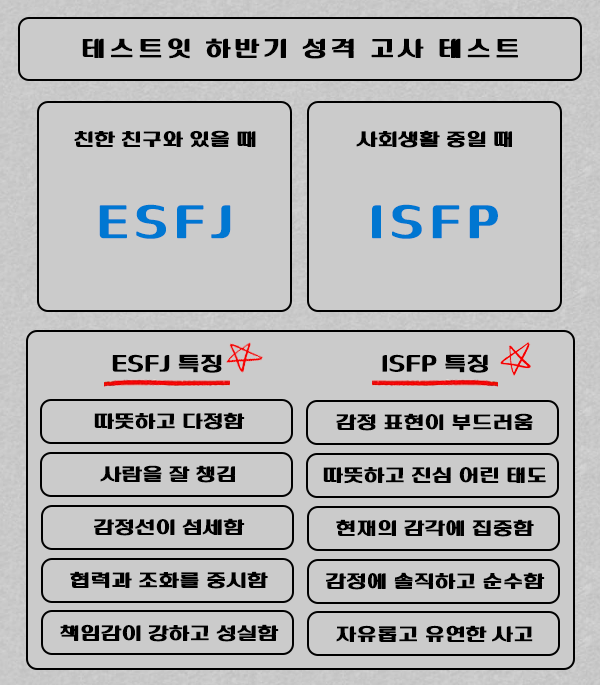 테스트잇 하반기 성격 고사 테스트
친한 친구와 있을 때
ESFJ
사회생활 중일 때
ISFP
ESFJ 특징
따뜻하고 다정함
사람을 잘 챙김
감정선이 섬세함
협력과 조화를 중시함
책임감이 강하고 성실함
ISFP 특징
감정 표현이 부드러움
따뜻하고 진심 어린 태도
현재의 감각에 집중함
감정에 솔직하고 순수함
자유롭고 유연한 사고